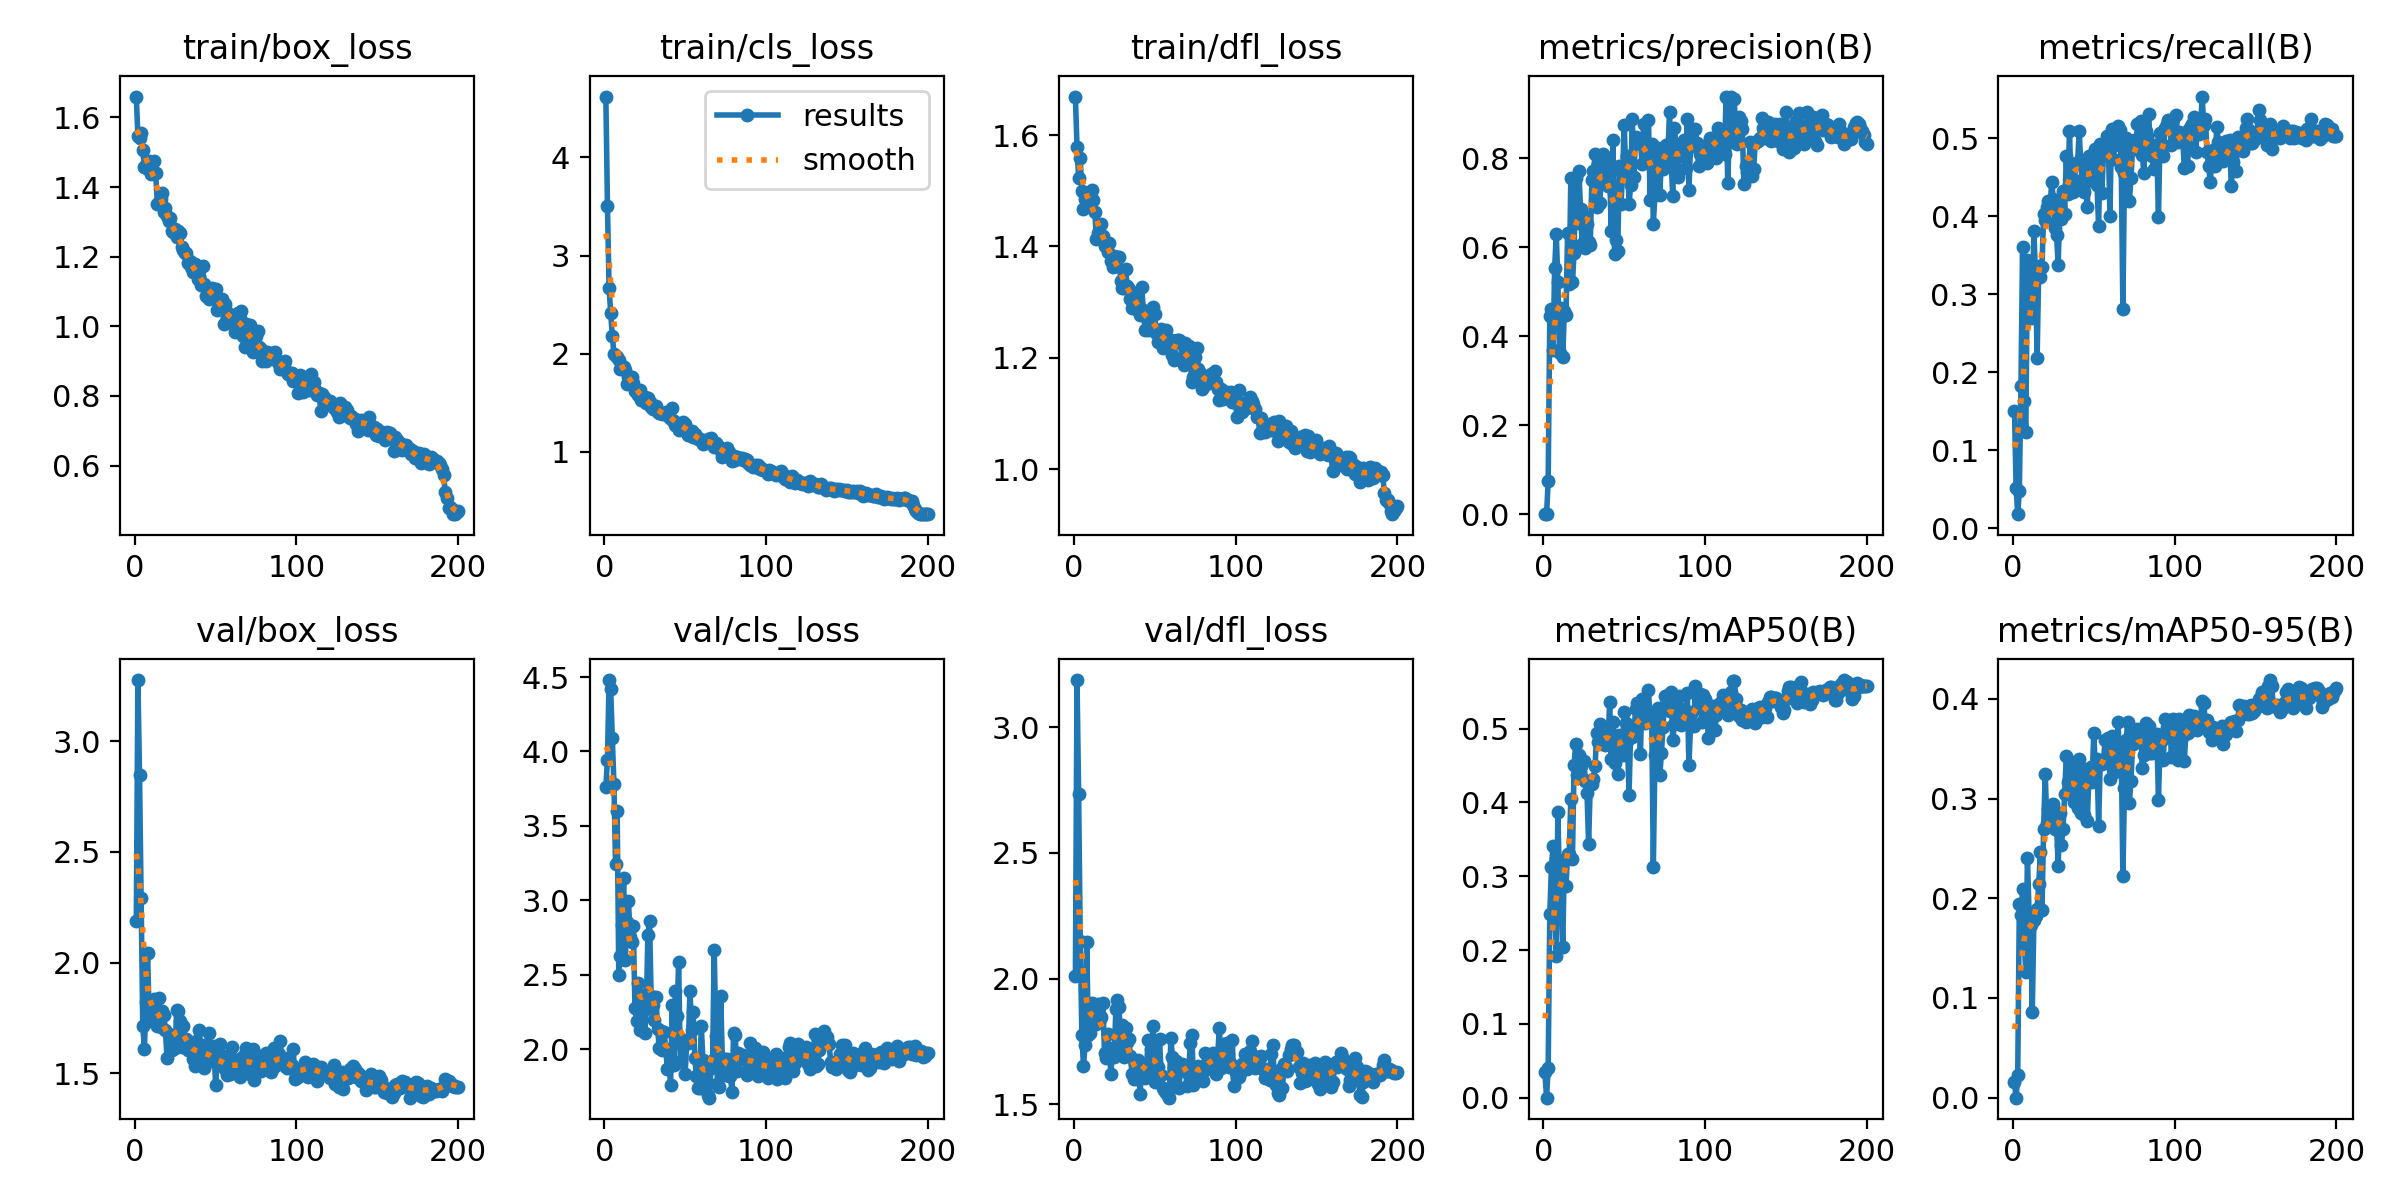 train/box_loss
1.6
1.4
1.2
1.0
0.8
0.6
0 100 200
train/cls_loss
results
smooth
4
3
2
1
0 100 200
train/dfl_loss
1.6
1.4
1.2
1.0
0 100 200
metrics/precision(B)
0.8
0.6
0.4
0.2
0.0
0 100 200
metrics/recall(B)
0.5
0.4
0.3
0.2
0.1
0.0
0 100 200
val/box_loss
3.0
2.5
2.0
1.5
0 100 200
val/cls_loss
4.5
4.0
3.5
3.0
2.5
2.0
0 100 200
val/dfl_loss
3.0
2.5
2.0
1.5
0 100 200
metrics/mAP50(B)
0.5
0.4
0.3
0.2
0.1
0.0
0 100 200
metrics/mAP50-95(B)
0.4
0.3
0.2
0.1
0.0
0 100 200